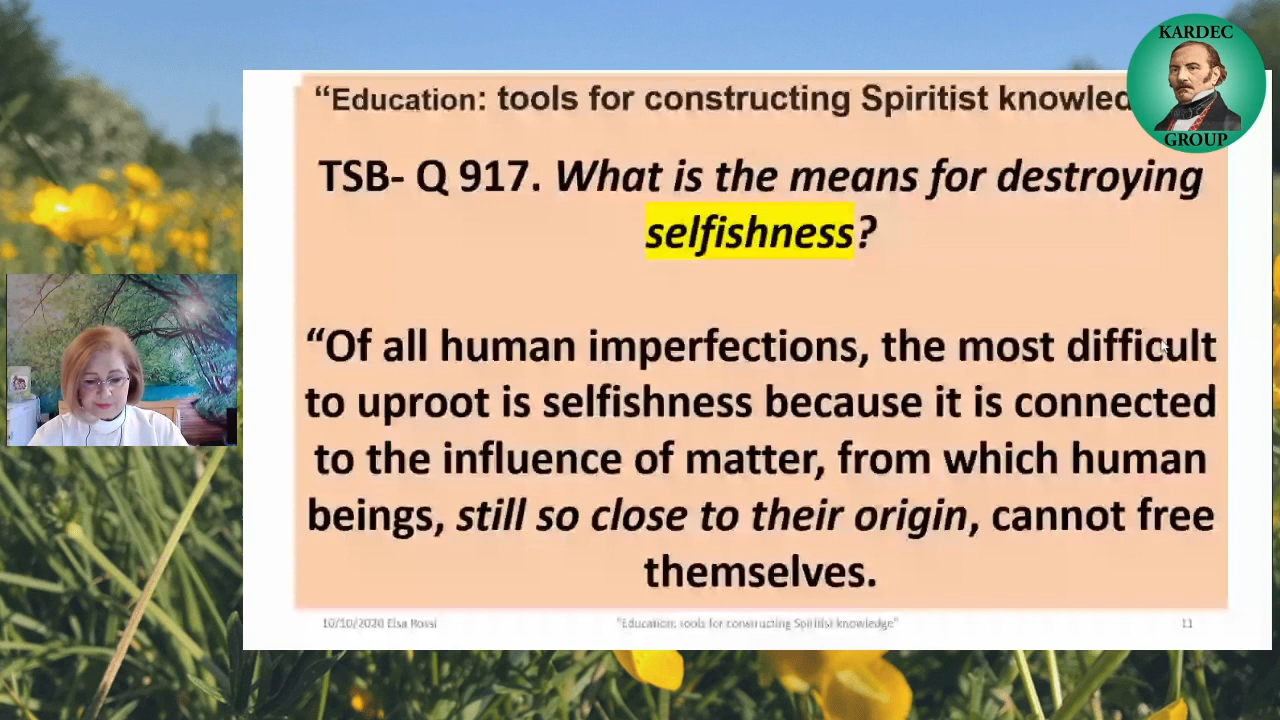 KARDEC
GROUP
“Education: tools for constructing Spiritist knowled
TSB- Q 917. What is the means for destroying
selfishness?
“Of all human imperfections, the most difficult
to uproot is selfishness because it is connected
to the influence of matter, from which human
beings, still so close to their origin, cannot free
themselves.
10/10/2020 Elsa Rossi
"Education: tools for constructing Spiritist knowledge"
11